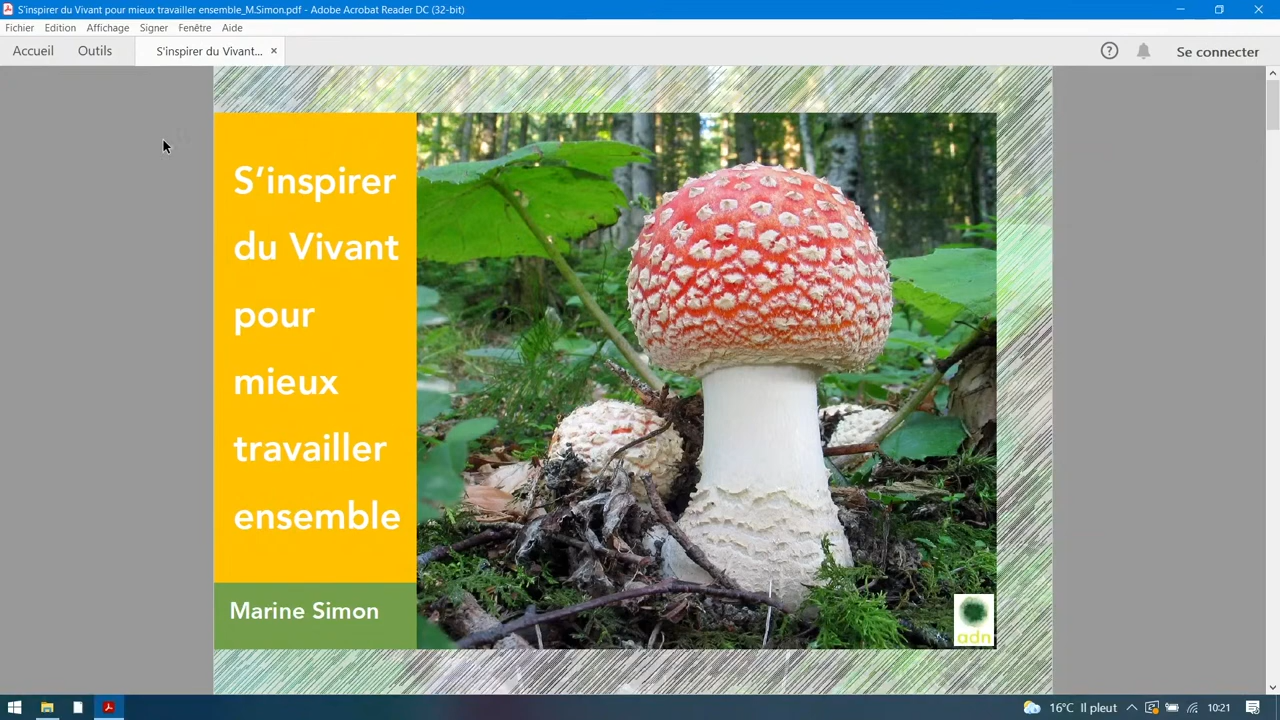 S'inspirer du Vivant pour mieux travailler ensemble_M.Simon.pdf - Adobe Acrobat Reader DC (32-bit)
Fichier Edition Affichage Signer Fenêtre Aide
Accueil Outils S'inspirer du Vivant... × Se connecter
S'inspirer
du Vivant
pour
mieux
travailler
ensemble
Marine Simon
adn
16°C Il pleut 10:21